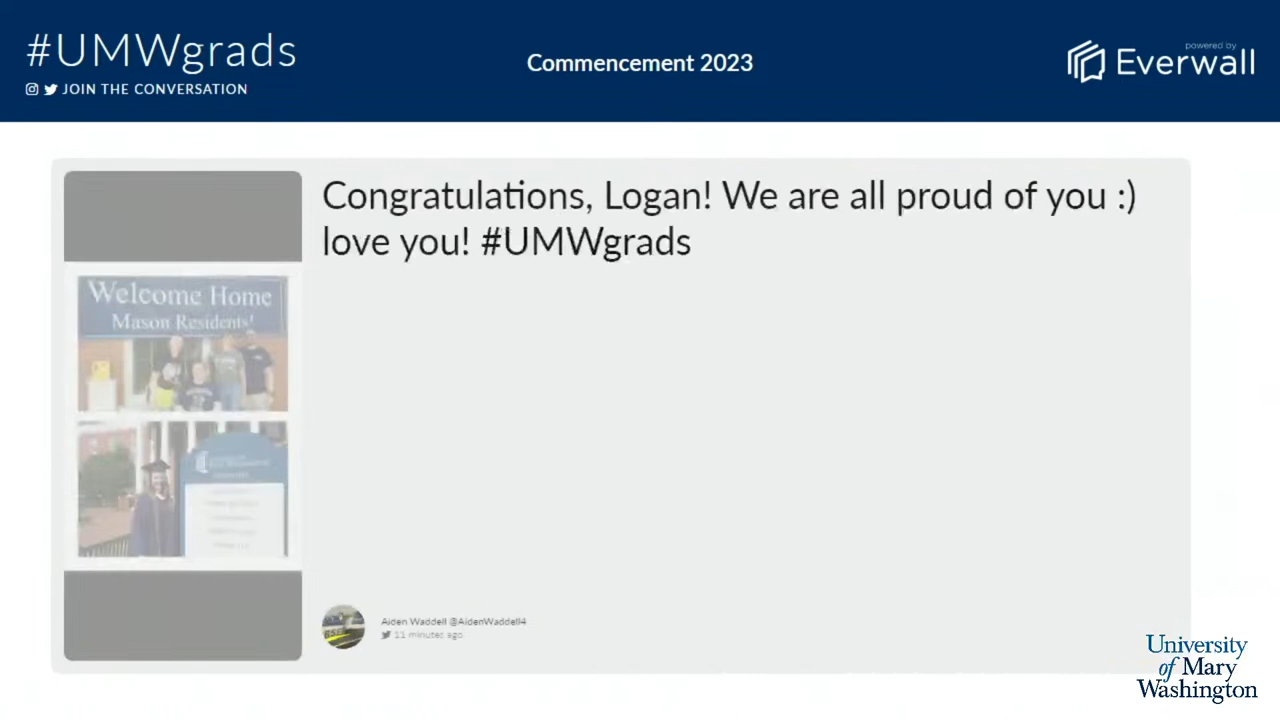 #UMWgrads
JOIN THE CONVERSATION
Commencement 2023
powered by
Everwall
Congratulations, Logan! We are all proud of you :)
love you! #UMWgrads
Welcome Home
Mason Residents!
Aiden Waddell @AidenWaddell4
11 minutes ago
University
of Mary
Washington